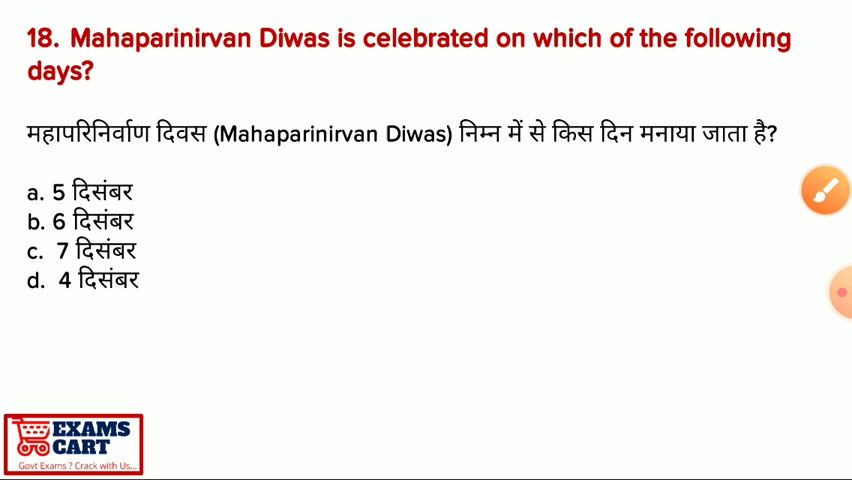 18. Mahaparinirvan Diwas is celebrated on which of the following
days?
महापरिनिर्वाण दिवस (Mahaparinirvan Diwas) निम्न में से किस दिन मनाया जाता है?
a. 5 दिसंबर
b. 6 दिसंबर
c. 7 दिसंबर
d. 4 दिसंबर
EXAMS
CART
Govt Exams ? Crack with Us...